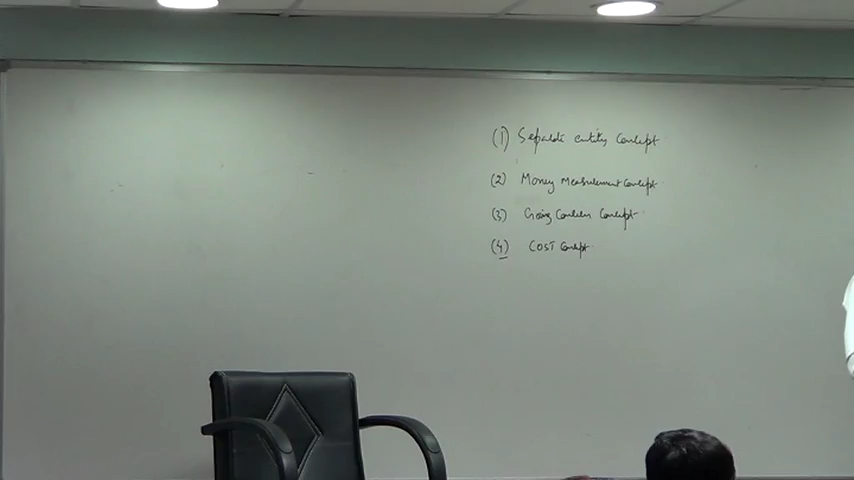 (1) Separate entity Concept
(2) Money Measurement Concept
(3) Going Concern Concept
(4) COST Concept